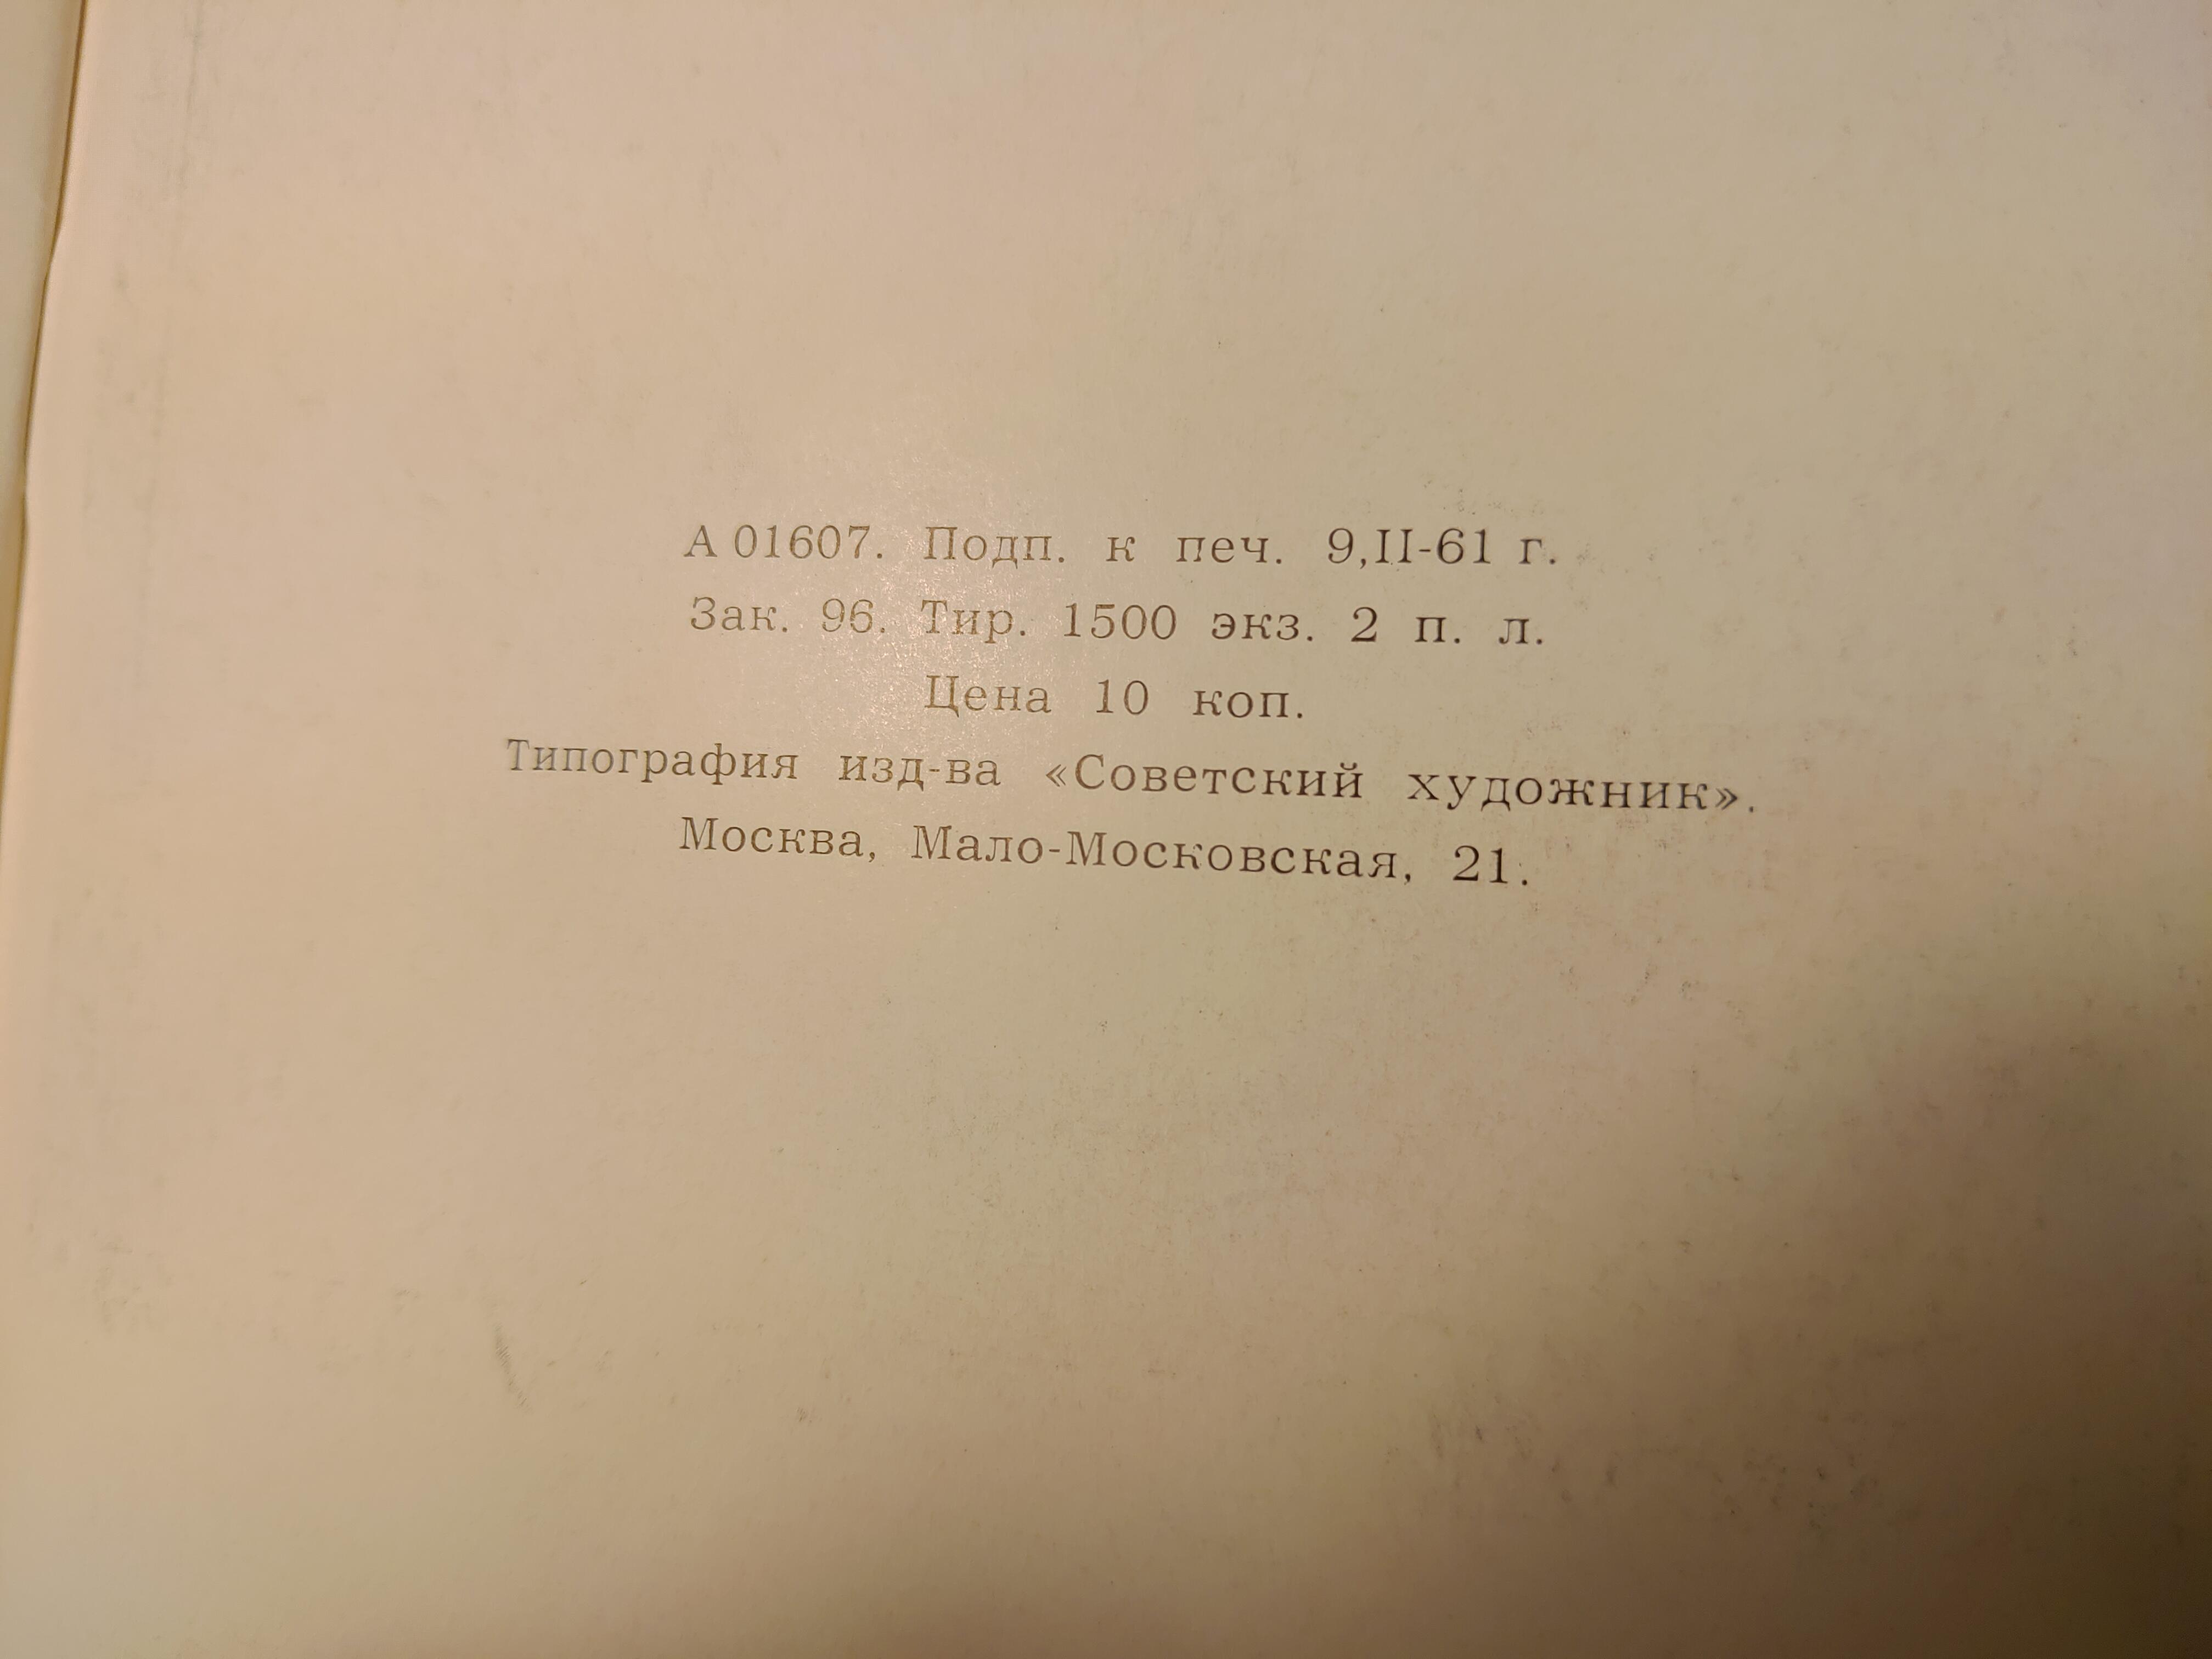 А 01607. Подп. к печ. 9,II-61 г.
Зак. 96. Тир. 1500 экз. 2 п. л.
Цена 10 коп.
Типография изд-ва «Советский художник».
Москва, Мало-Московская, 21.